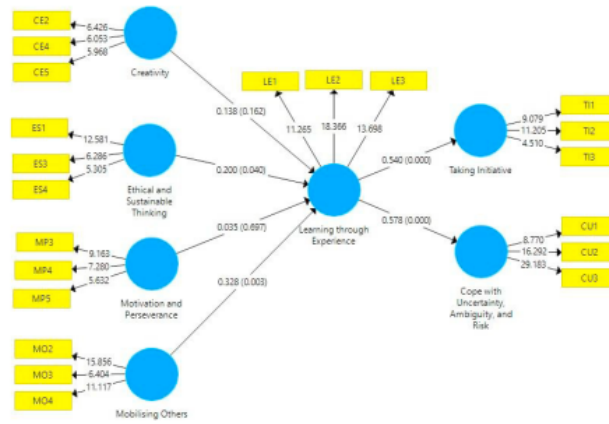 CE2
6.426
CE4
6.053
CE5
5.968
Creativity
LE1
LE2
LE3
11.265
18.366
13.698
0.138 (0.162)
ES1
12.581
ES3
6.286
ES4
5.305
Ethical and
Sustainable
Thinking
0.200 (0.040)
Learning through
Experience
0.540 (0.000)
TI1
9.079
TI2
11.205
TI3
4.510
Taking Initiative
MP3
9.163
MP4
7.280
MP5
5.632
Motivation and
Perseverance
0.035 (0.697)
0.578 (0.000)
CU1
8.770
CU2
16.292
CU3
29.183
Cope with
Uncertainty,
Ambiguity, and
Risk
MO2
15.856
MO3
6.404
MO4
11.117
Mobilising Others
0.328 (0.003)